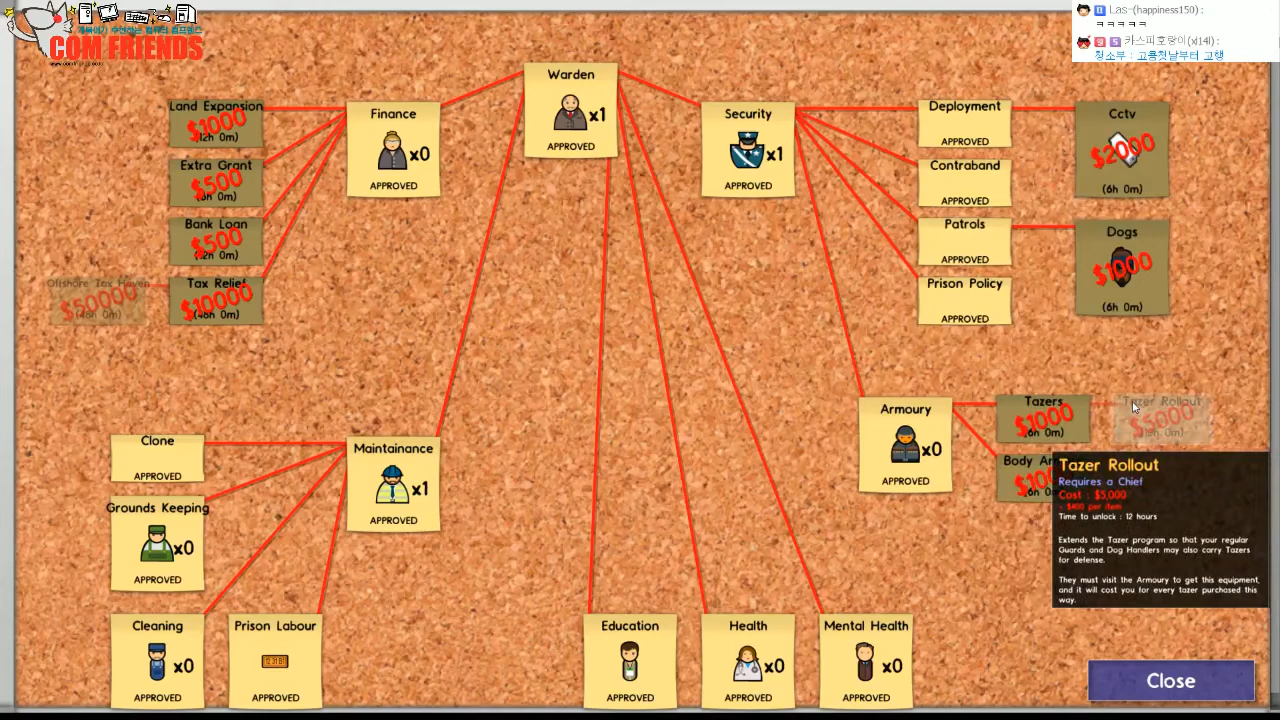 COM FRIENDS
Las-(happiness150) :
ㅋㅋㅋㅋㅋ
카스피호랑이(xi14l) :
청소부 : 고용첫날부터 고행
Warden
x1
APPROVED
Land Expansion
$1000
(12h 0m)
Extra Grant
$500
Bank Loan
$500
Tax Relief
$10000
(48h 0m)
Offshore Tax Haven
$50000
(48h 0m)
Finance
x0
APPROVED
Security
x1
APPROVED
Deployment
APPROVED
Contraband
APPROVED
Patrols
APPROVED
Prison Policy
APPROVED
Cctv
$2000
(6h 0m)
Dogs
$1000
(6h 0m)
Armoury
x0
APPROVED
Tazers
$1000
(6h 0m)
Tazer Rollout
Tazer Rollout
Requires a Chief
Cost : $5,000
- $400 per item
Time to unlock : 12 hours
Extends the Tazer program so that your regular
Guards and Dog Handlers may also carry Tazers
for defense.
They must visit the Armoury to get this equipment,
and it will cost you for every tazer purchased this
way.
Clone
APPROVED
Maintainance
x1
APPROVED
Grounds Keeping
x0
APPROVED
Cleaning
x0
APPROVED
Prison Labour
APPROVED
Education
APPROVED
Health
x0
APPROVED
Mental Health
x0
APPROVED
Close